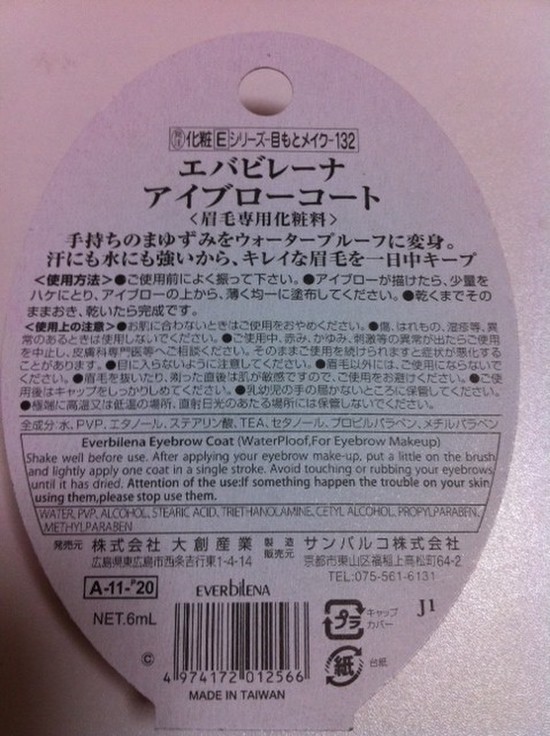 化粧Eシリーズ-目もとメイク-132
エバビレーナ
アイブローコート
〈眉毛専用化粧料〉
手持ちのまゆずみをウォータープルーフに変身。
汗にも水にも強いから、キレイな眉毛を一日中キープ
〈使用方法〉●ご使用前によく振って下さい。●アイブローが描けたら、少量を
ハケにとり、アイブローの上から、薄く均一に塗布してください。●乾くまでその
ままおき、乾いたら完成です。
〈使用上の注意〉●お肌に合わないときはご使用をおやめください。●傷、はれもの、湿疹等、異
常のあるときは使用しないでください。●ご使用中、赤み、かゆみ、刺激等の異常が出たらご使用
を中止し、皮膚科専門医等へご相談ください。そのままご使用を続けられますと症状が悪化する
ことがあります。●目に入らないように注意してください。●眉毛以外には、ご使用にならないで
ください。●眉毛を抜いたり、剃った直後は肌が敏感ですので、ご使用をお避けください。●ご使
用後はキャップをしっかりしめてください。●乳幼児の手の届かないところに保管してください。
●極端に高温又は低温の場所、直射日光のあたる場所には保管しないでください。
全成分:水、PVP、エタノール、ステアリン酸、TEA、セタノール、プロピルパラベン、メチルパラベン
Everbilena Eyebrow Coat (WaterPloof,For Eyebrow Makeup)
Shake well before use. After applying your eyebrow make-up, put a little on the brush
and lightly apply one coat in a single stroke. Avoid touching or rubbing your eyebrows
until it has dried. Attention of the use:If something happen the trouble on your skin
using them,please stop use them.
WATER, PVP, ALCOHOL, STEARIC ACID, TRIETHANOLAMINE, CETYL ALCOHOL, PROPYLPARABEN,
METHYLPARABEN
発売元 株式会社 大創産業 製造販売元 サンパルコ株式会社
広島県東広島市西条吉行東1-4-14 京都市東山区福稲上高松町64-2
TEL:075-561-6131
A-11-#20 EVERbiLENA
NET.6mL プラ キャップ カバー J1
紙 台紙
© 4 974172 012566
MADE IN TAIWAN